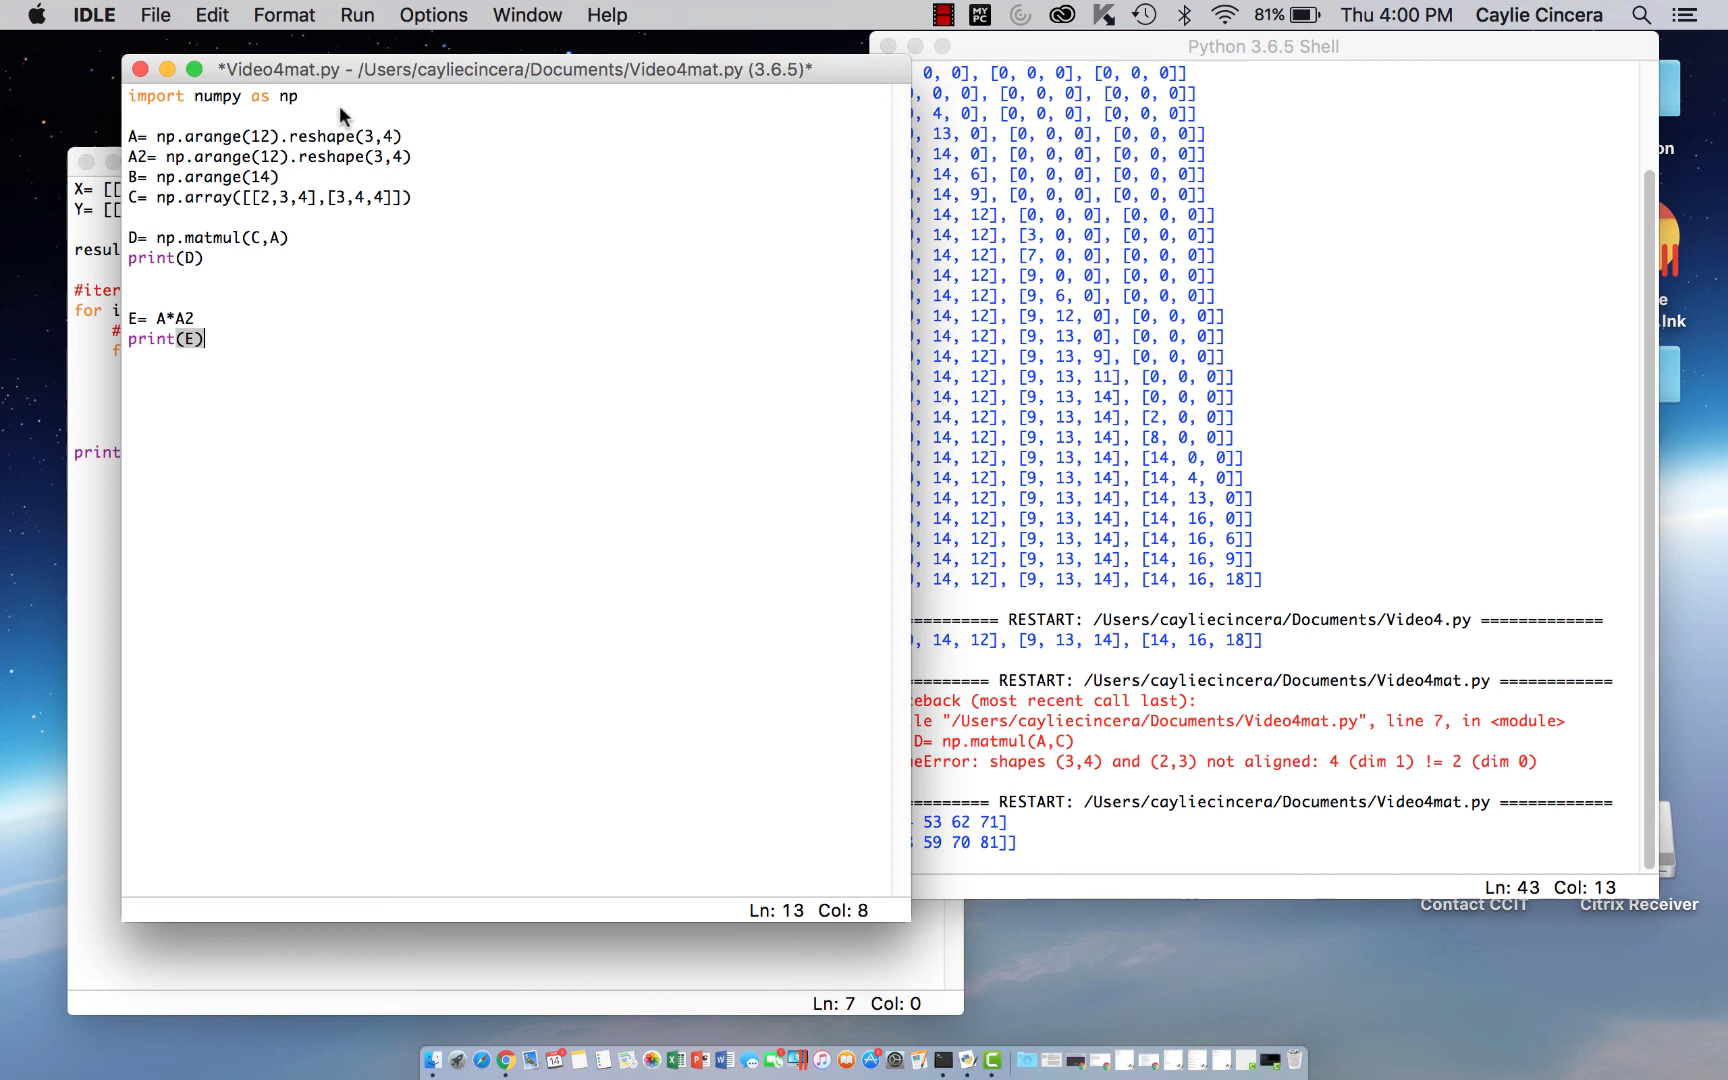 IDLE File Edit Format Run Options Window Help
81% Thu 4:00 PM Caylie Cincera
*Video4mat.py - /Users/cayliecincera/Documents/Video4mat.py (3.6.5)*
import numpy as np
A= np.arange(12).reshape(3,4)
A2= np.arange(12).reshape(3,4)
B= np.arange(14)
C= np.array([[2,3,4],[3,4,4]])
D= np.matmul(C,A)
print(D)
E= A*A2
print(E)
Ln: 13 Col: 8
X= [[
Y= [[
resul
#iter
for i
#
f
print
Ln: 7 Col: 0
Python 3.6.5 Shell
0, 0], [0, 0, 0], [0, 0, 0]]
, 0, 0], [0, 0, 0], [0, 0, 0]]
, 4, 0], [0, 0, 0], [0, 0, 0]]
, 13, 0], [0, 0, 0], [0, 0, 0]]
, 14, 0], [0, 0, 0], [0, 0, 0]]
, 14, 6], [0, 0, 0], [0, 0, 0]]
, 14, 9], [0, 0, 0], [0, 0, 0]]
, 14, 12], [0, 0, 0], [0, 0, 0]]
, 14, 12], [3, 0, 0], [0, 0, 0]]
, 14, 12], [7, 0, 0], [0, 0, 0]]
, 14, 12], [9, 0, 0], [0, 0, 0]]
, 14, 12], [9, 6, 0], [0, 0, 0]]
, 14, 12], [9, 12, 0], [0, 0, 0]]
, 14, 12], [9, 13, 0], [0, 0, 0]]
, 14, 12], [9, 13, 9], [0, 0, 0]]
, 14, 12], [9, 13, 11], [0, 0, 0]]
, 14, 12], [9, 13, 14], [0, 0, 0]]
, 14, 12], [9, 13, 14], [2, 0, 0]]
, 14, 12], [9, 13, 14], [8, 0, 0]]
, 14, 12], [9, 13, 14], [14, 0, 0]]
, 14, 12], [9, 13, 14], [14, 4, 0]]
, 14, 12], [9, 13, 14], [14, 13, 0]]
, 14, 12], [9, 13, 14], [14, 16, 0]]
, 14, 12], [9, 13, 14], [14, 16, 6]]
, 14, 12], [9, 13, 14], [14, 16, 9]]
, 14, 12], [9, 13, 14], [14, 16, 18]]
========= RESTART: /Users/cayliecincera/Documents/Video4.py =============
, 14, 12], [9, 13, 14], [14, 16, 18]]
======== RESTART: /Users/cayliecincera/Documents/Video4mat.py ============
eback (most recent call last):
le "/Users/cayliecincera/Documents/Video4mat.py", line 7, in <module>
D= np.matmul(A,C)
eError: shapes (3,4) and (2,3) not aligned: 4 (dim 1) != 2 (dim 0)
======== RESTART: /Users/cayliecincera/Documents/Video4mat.py ============
53 62 71]
59 70 81]]
Ln: 43 Col: 13
on
e
.lnk
Contact CCIT
Citrix Receiver